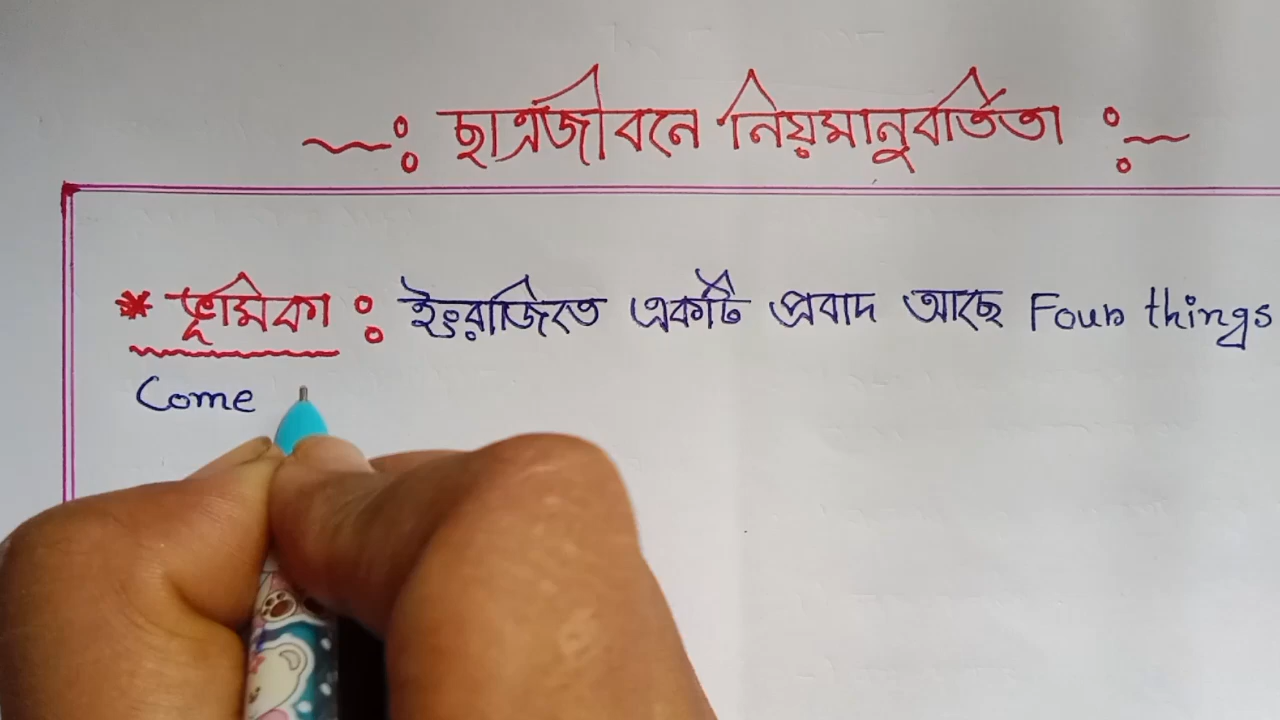 ~ঃ ছাত্রজীবনে নিয়মানুবর্তিতা ঃ~
* ভূমিকা ঃ ইংরাজিতে একটি প্রবাদ আছে Four things
Come